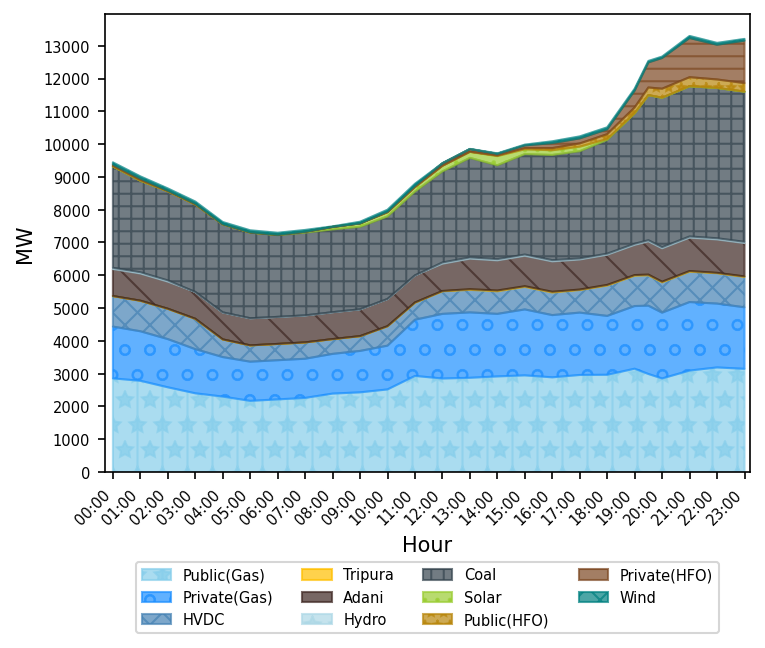 13000
12000
11000
10000
9000
8000
7000
6000
5000
4000
3000
2000
1000
0
MW
00:00 01:00 02:00 03:00 04:00 05:00 06:00 07:00 08:00 09:00 10:00 11:00 12:00 13:00 14:00 15:00 16:00 17:00 18:00 19:00 20:00 21:00 22:00 23:00
Hour
Public(Gas) Tripura Coal Private(HFO)
Private(Gas) Adani Solar Wind
HVDC Hydro Public(HFO)